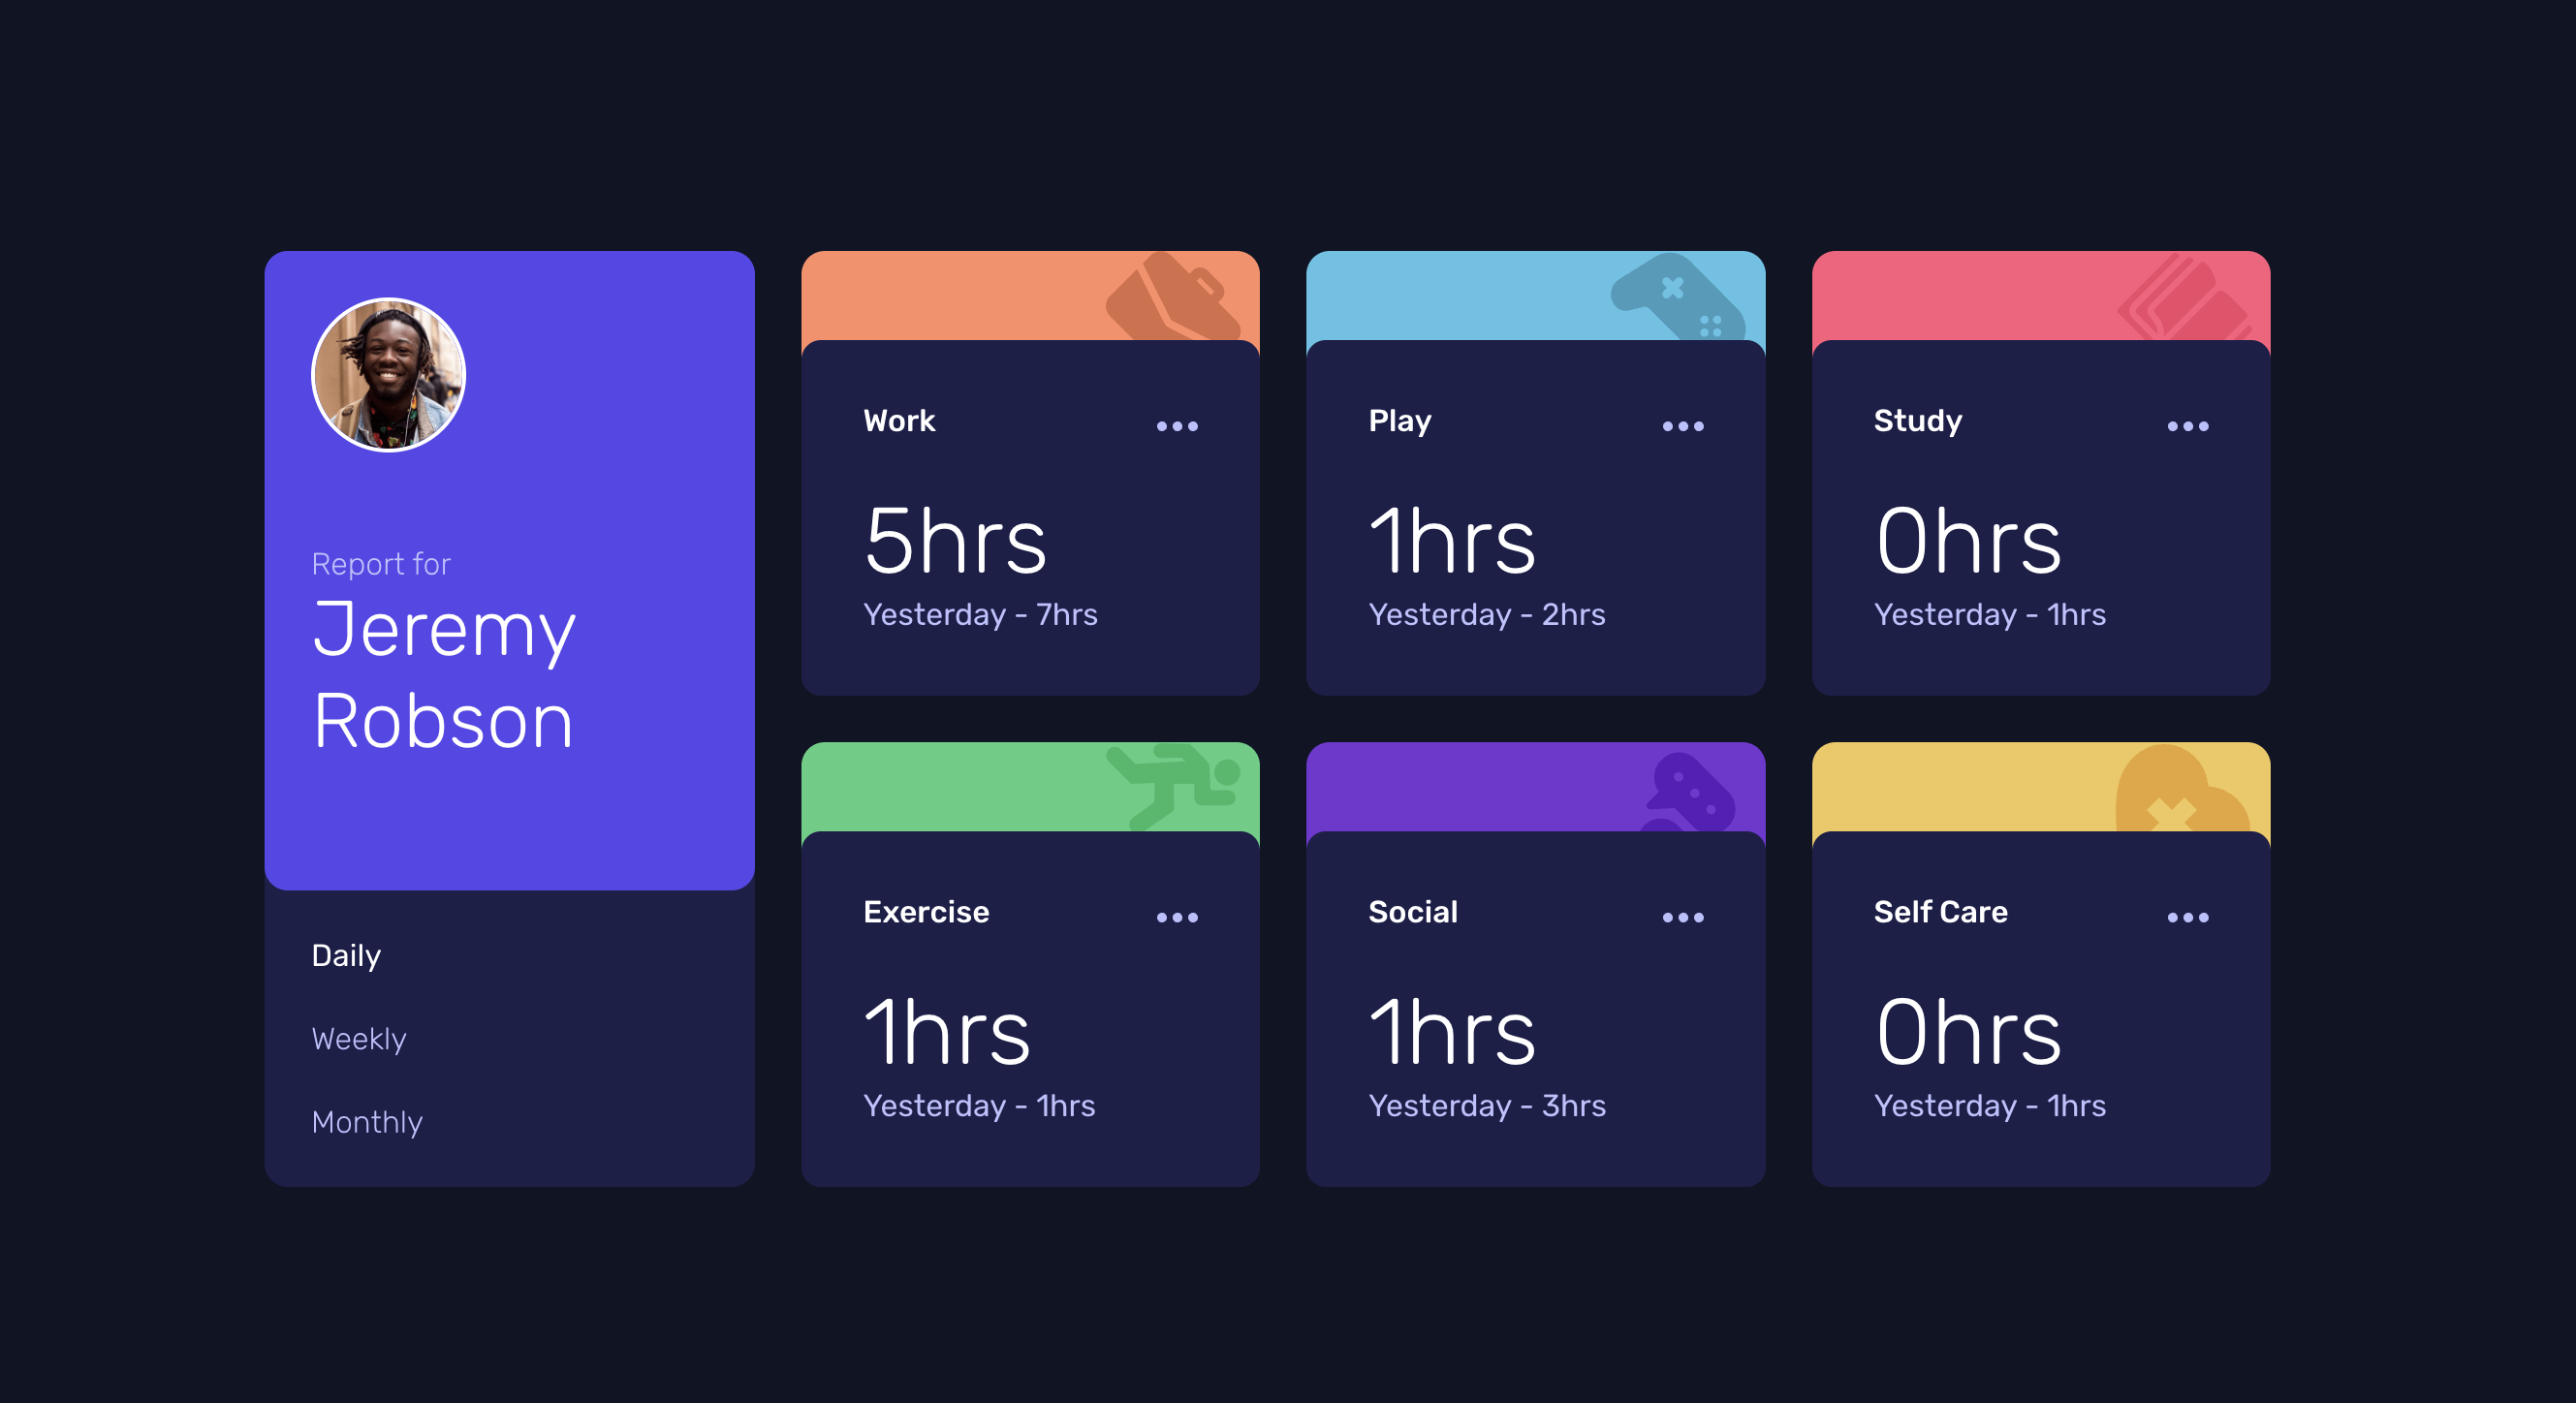 Report for
Jeremy
Robson
Daily
Weekly
Monthly
Work
5hrs
Yesterday - 7hrs
Play
1hrs
Yesterday - 2hrs
Study
0hrs
Yesterday - 1hrs
Exercise
1hrs
Yesterday - 1hrs
Social
1hrs
Yesterday - 3hrs
Self Care
0hrs
Yesterday - 1hrs